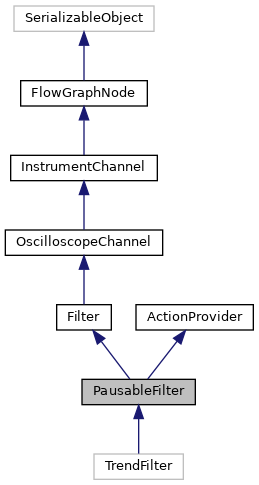 SerializableObject
FlowGraphNode
InstrumentChannel
OscilloscopeChannel
Filter
ActionProvider
PausableFilter
TrendFilter